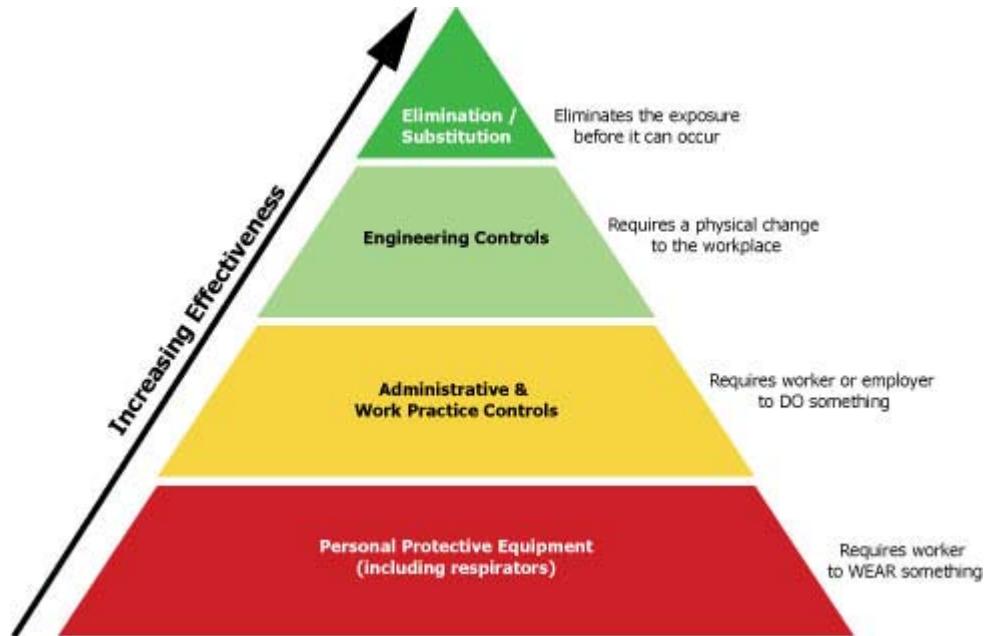 Increasing Effectiveness
Elimination /
Substitution
Eliminates the exposure
before it can occur
Engineering Controls
Requires a physical change
to the workplace
Administrative &
Work Practice Controls
Requires worker or employer
to DO something
Personal Protective Equipment
(including respirators)
Requires worker
to WEAR something